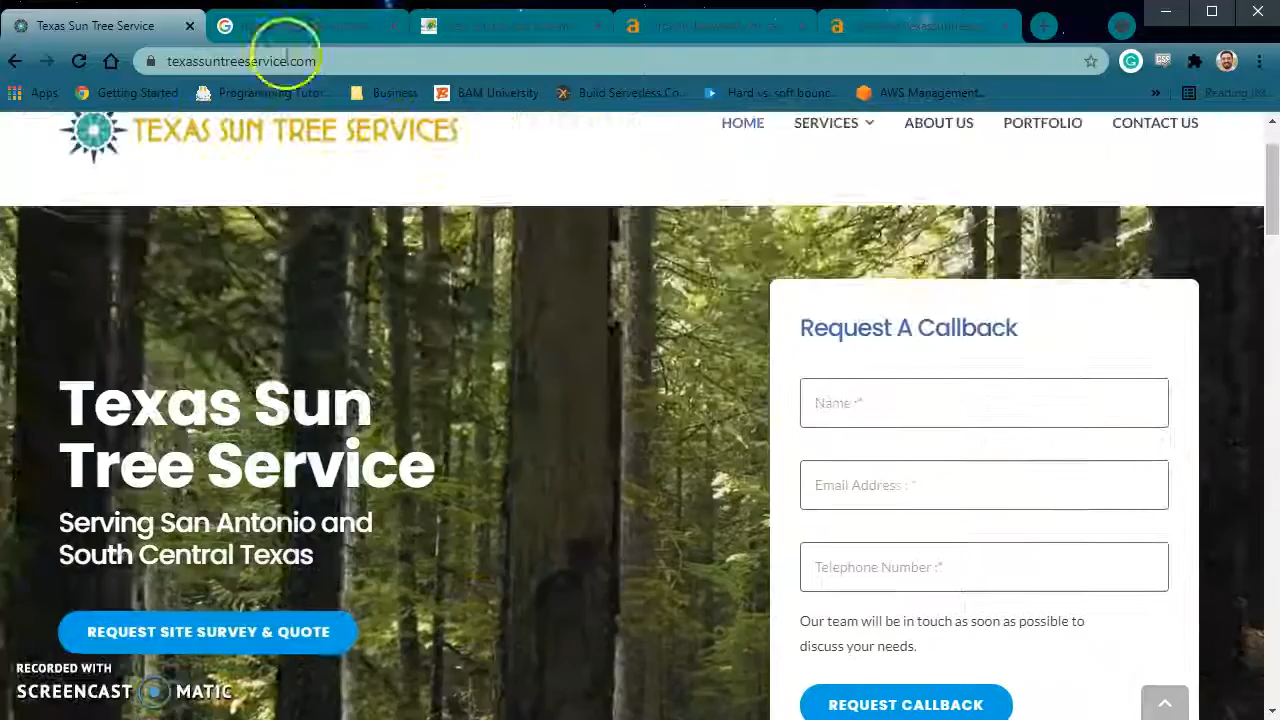 Texas Sun Tree Service
texassuntreeservice.com
Apps
Getting Started
Programming Tutor...
Business
BAM University
Build Serverless Co...
Hard vs. soft bounc...
AWS Management...
»
Reading list
TEXAS SUN TREE SERVICES
HOME
SERVICES
ABOUT US
PORTFOLIO
CONTACT US
Texas Sun
Tree Service
Serving San Antonio and
South Central Texas
REQUEST SITE SURVEY & QUOTE
Request A Callback
Name :*
Email Address : *
Telephone Number :*
Our team will be in touch as soon as possible to
discuss your needs.
REQUEST CALLBACK
RECORDED WITH
SCREENCAST MATIC